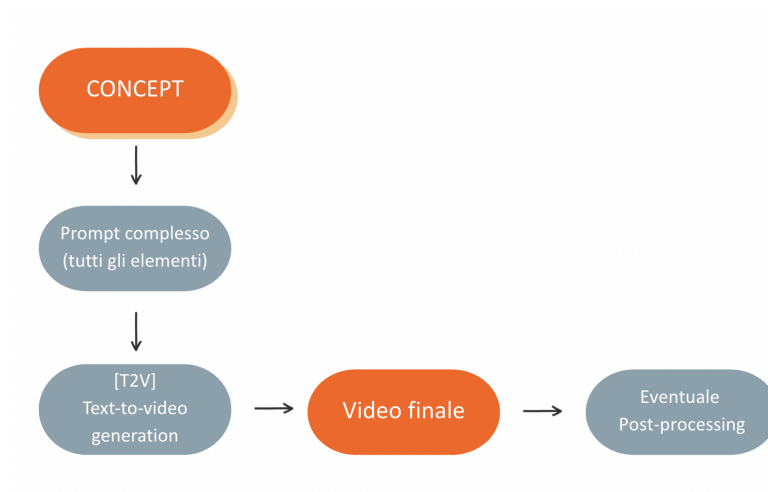 CONCEPT
Prompt complesso
(tutti gli elementi)
[T2V]
Text-to-video
generation
Video finale
Eventuale
Post-processing